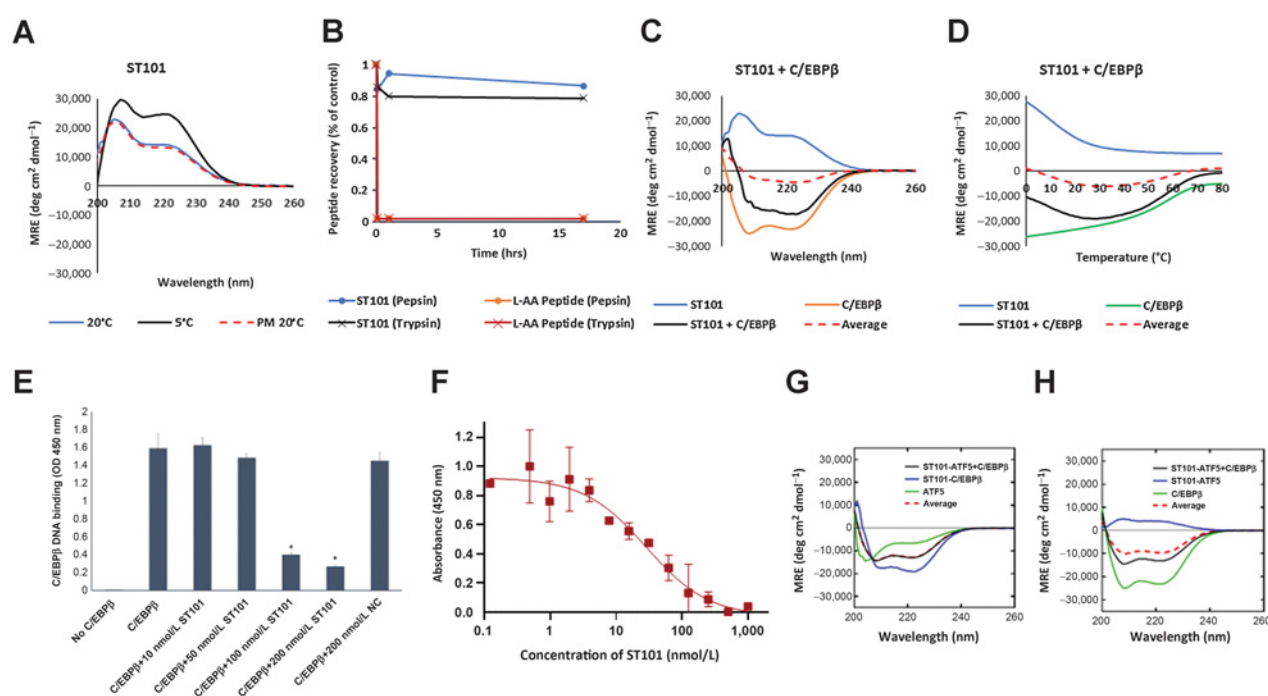 A
ST101
MRE (deg cm² dmol⁻¹)
30,000
20,000
10,000
0
−10,000
−20,000
−30,000
200 210 220 230 240 250 260
Wavelength (nm)
20°C 5°C PM 20°C
B
Peptide recovery (% of control)
1
0.8
0.6
0.4
0.2
0
0 5 10 15 20
Time (hrs)
ST101 (Pepsin) L-AA Peptide (Pepsin)
ST101 (Trypsin) L-AA Peptide (Trypsin)
C
ST101 + C/EBPβ
MRE (deg cm² dmol⁻¹)
30,000
20,000
10,000
0
−10,000
−20,000
−30,000
200 210 220 230 240 250 260
Wavelength (nm)
ST101 C/EBPβ
ST101 + C/EBPβ Average
D
ST101 + C/EBPβ
MRE (deg cm² dmol⁻¹)
30,000
20,000
10,000
0
−10,000
−20,000
−30,000
0 10 20 30 40 50 60 70 80
Temperature (°C)
ST101 C/EBPβ
ST101 + C/EBPβ Average
E
C/EBPβ DNA binding (OD 450 nm)
2
1.8
1.6
1.4
1.2
1
0.8
0.6
0.4
0.2
0
* *
No C/EBPβ
C/EBPβ
C/EBPβ+10 nmol/L ST101
C/EBPβ+50 nmol/L ST101
C/EBPβ+100 nmol/L ST101
C/EBPβ+200 nmol/L ST101
C/EBPβ+200 nmol/L NC
F
Absorbance (450 nm)
1.2
1.0
0.8
0.6
0.4
0.2
0.0
0.1 1 10 100 1,000
Concentration of ST101 (nmol/L)
G
MRE (deg cm² dmol⁻¹)
30,000
20,000
10,000
0
−10,000
−20,000
−30,000
ST101-ATF5+C/EBPβ
ST101-C/EBPβ
ATF5
Average
200 220 240 260
Wavelength (nm)
H
MRE (deg cm² dmol⁻¹)
30,000
20,000
10,000
0
−10,000
−20,000
−30,000
ST101-ATF5+C/EBPβ
ST101-ATF5
C/EBPβ
Average
200 220 240 260
Wavelength (nm)